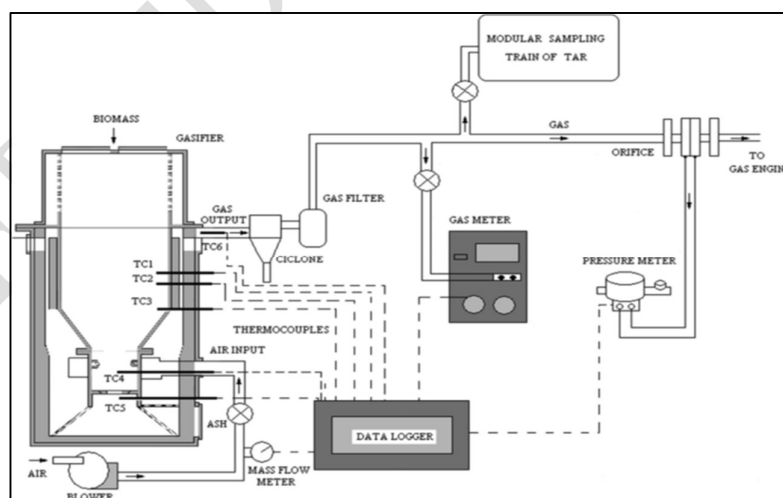 MODULAR SAMPLING
TRAIN OF TAR
BIOMASS
GASIFIER
GAS
ORIFICE
TO
GAS ENGIN
GAS
OUTPUT
TC6
GAS FILTER
CICLONE
GAS METER
PRESSURE METER
TC1
TC2
TC3
THERMOCOUPLES
AIR INPUT
TC4
TC5
ASH
DATA LOGGER
AIR
MASS FLOW
METER
BLOWER